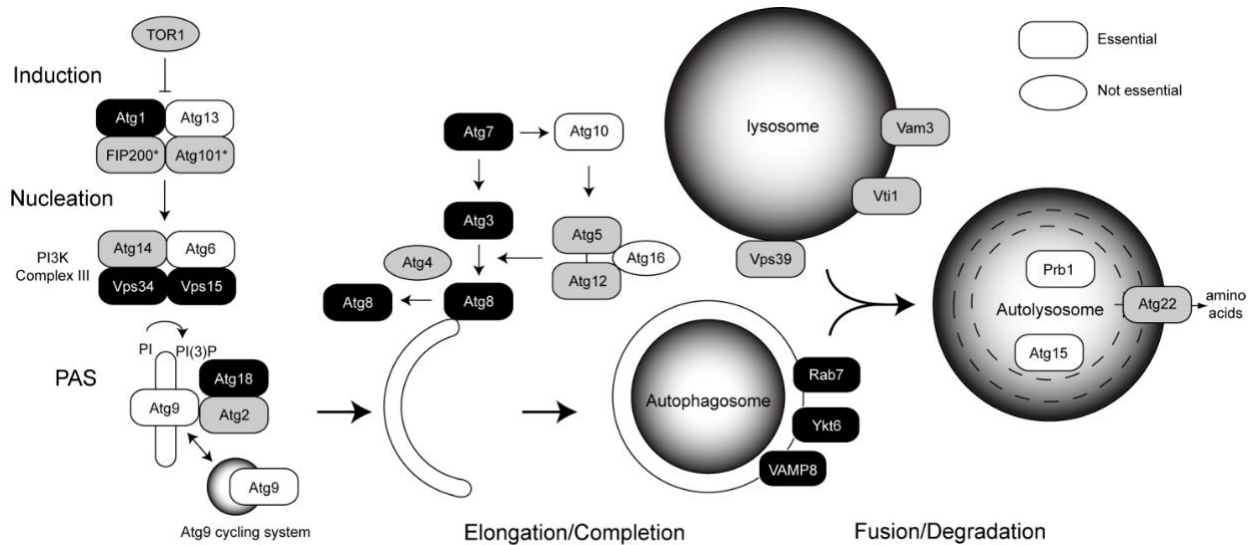 TOR1
Induction
Atg1
Atg13
FIP200*
Atg101*
Nucleation
PI3K
Complex III
Atg14
Atg6
Vps34
Vps15
PI
PI(3)P
PAS
Atg18
Atg9
Atg2
Atg9
Atg9 cycling system
Atg7
Atg10
Atg3
Atg5
Atg4
Atg16
Atg12
Atg8
Atg8
Elongation/Completion
lysosome
Vam3
Vti1
Vps39
Autophagosome
Rab7
Ykt6
VAMP8
Fusion/Degradation
Essential
Not essential
Prb1
Autolysosome
Atg22
amino
acids
Atg15